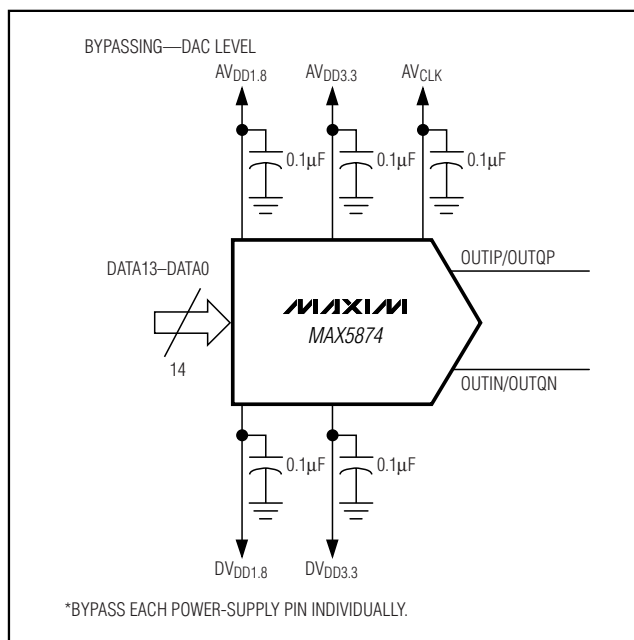 BYPASSING—DAC LEVEL
AVDD1.8 AVDD3.3 AVCLK
0.1µF 0.1µF 0.1µF
DATA13–DATA0
14
MAXIM
MAX5874
OUTIP/OUTQP
OUTIN/OUTQN
0.1µF 0.1µF
DVDD1.8 DVDD3.3
*BYPASS EACH POWER-SUPPLY PIN INDIVIDUALLY.